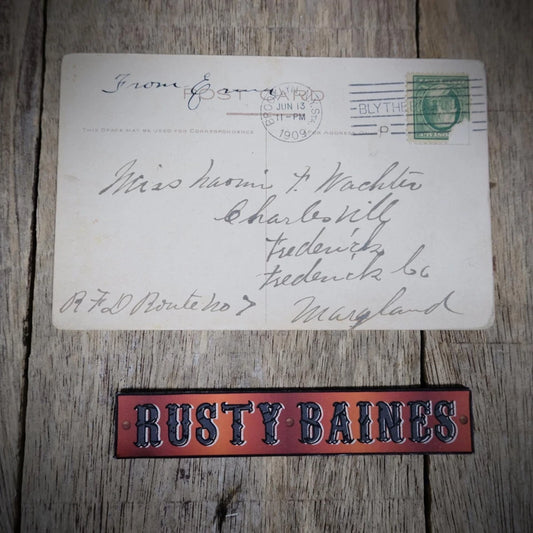 From Emma
POST CARD
JUN 13
11-PM
1909
BLYTHE
P
THIS SPACE MAY BE USED FOR CORRESPONDENCE
ADDRESS
Miss Naomi F. Wachter
Charlesvill
Frederick
Frederick Co
R F D Route No 7
Maryland
RUSTY BAINES